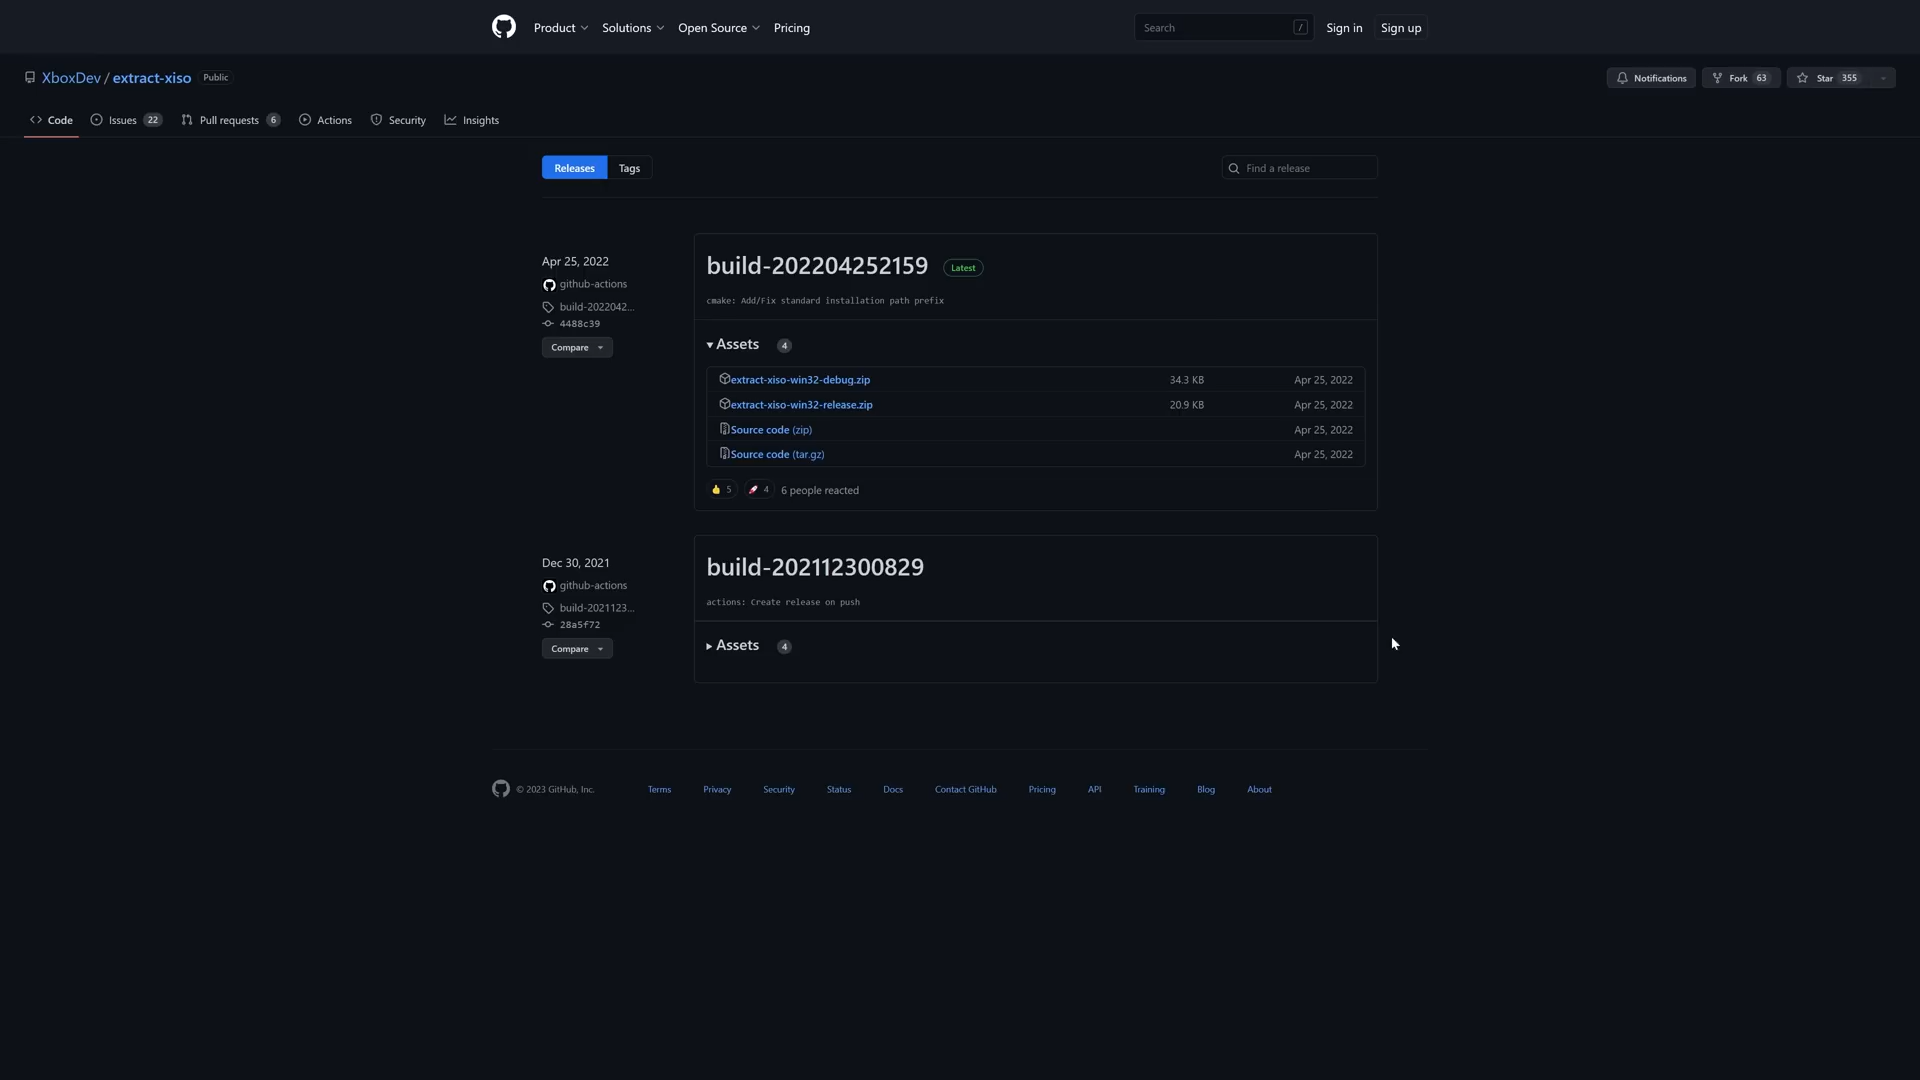 Product Solutions Open Source Pricing Search / Sign in Sign up
XboxDev / extract-xiso Public Notifications Fork 63 Star 355
Code Issues 22 Pull requests 6 Actions Security Insights
Releases Tags Find a release
Apr 25, 2022
github-actions
build-2022042...
4488c39
Compare
build-202204252159 Latest
cmake: Add/Fix standard installation path prefix
Assets 4
extract-xiso-win32-debug.zip 34.3 KB Apr 25, 2022
extract-xiso-win32-release.zip 20.9 KB Apr 25, 2022
Source code (zip) Apr 25, 2022
Source code (tar.gz) Apr 25, 2022
5 4 6 people reacted
Dec 30, 2021
github-actions
build-2021123...
28a5f72
Compare
build-202112300829
actions: Create release on push
Assets 4
© 2023 GitHub, Inc. Terms Privacy Security Status Docs Contact GitHub Pricing API Training Blog About